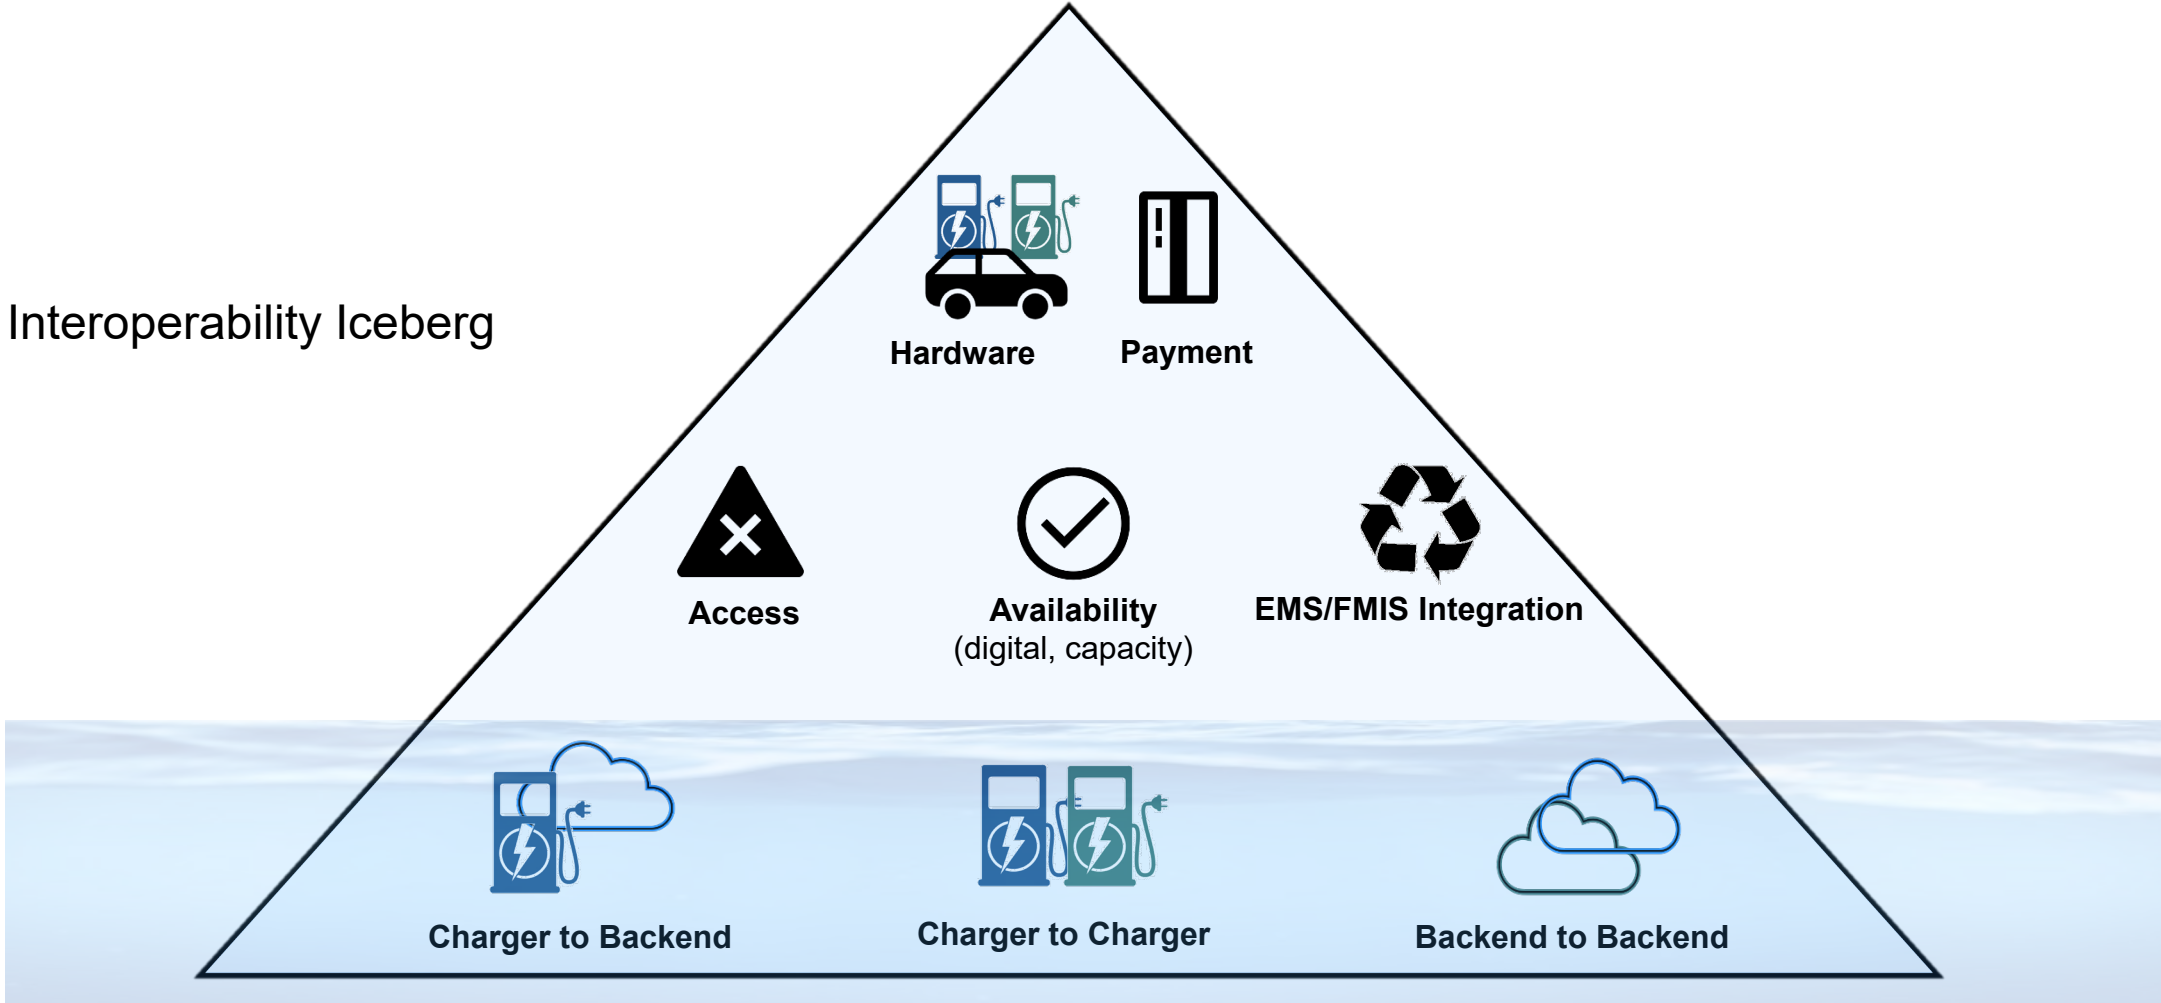 Interoperability Iceberg
Hardware
Payment
Access
Availability
(digital, capacity)
EMS/FMIS Integration
Charger to Backend
Charger to Charger
Backend to Backend